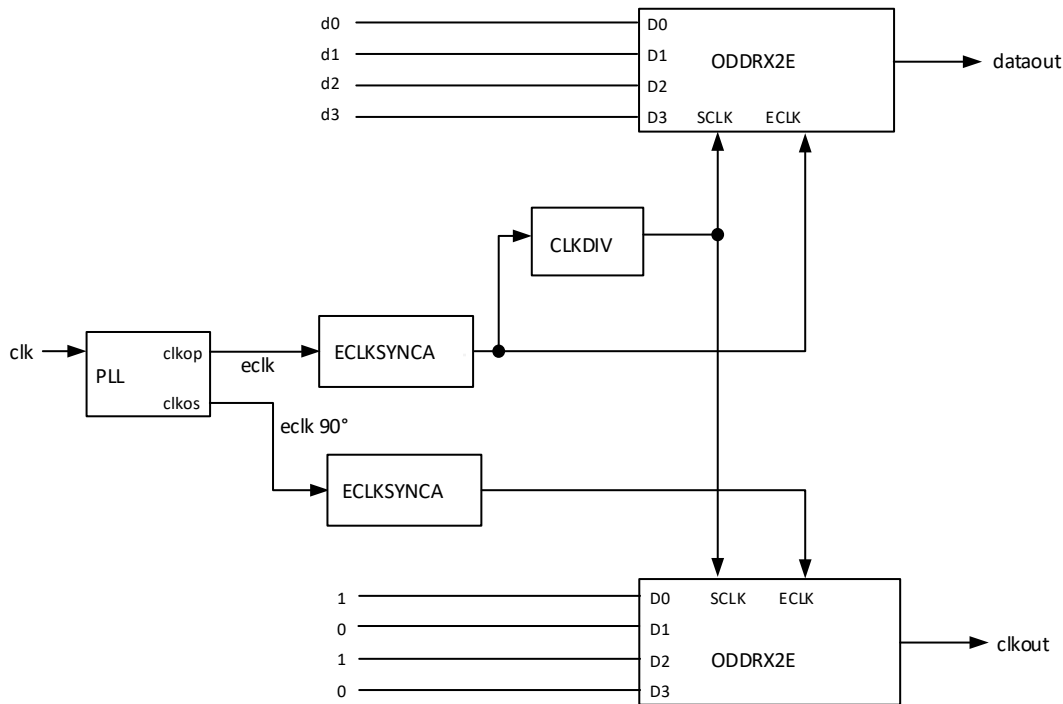 d0
d1
d2
d3
D0
D1
D2
D3
ODDRX2E
SCLK ECLK
dataout
CLKDIV
clk
PLL
clkop
clkos
eclk
eclk 90°
ECLKSYNCA
ECLKSYNCA
1
0
1
0
D0
D1
D2
D3
SCLK ECLK
ODDRX2E
clkout